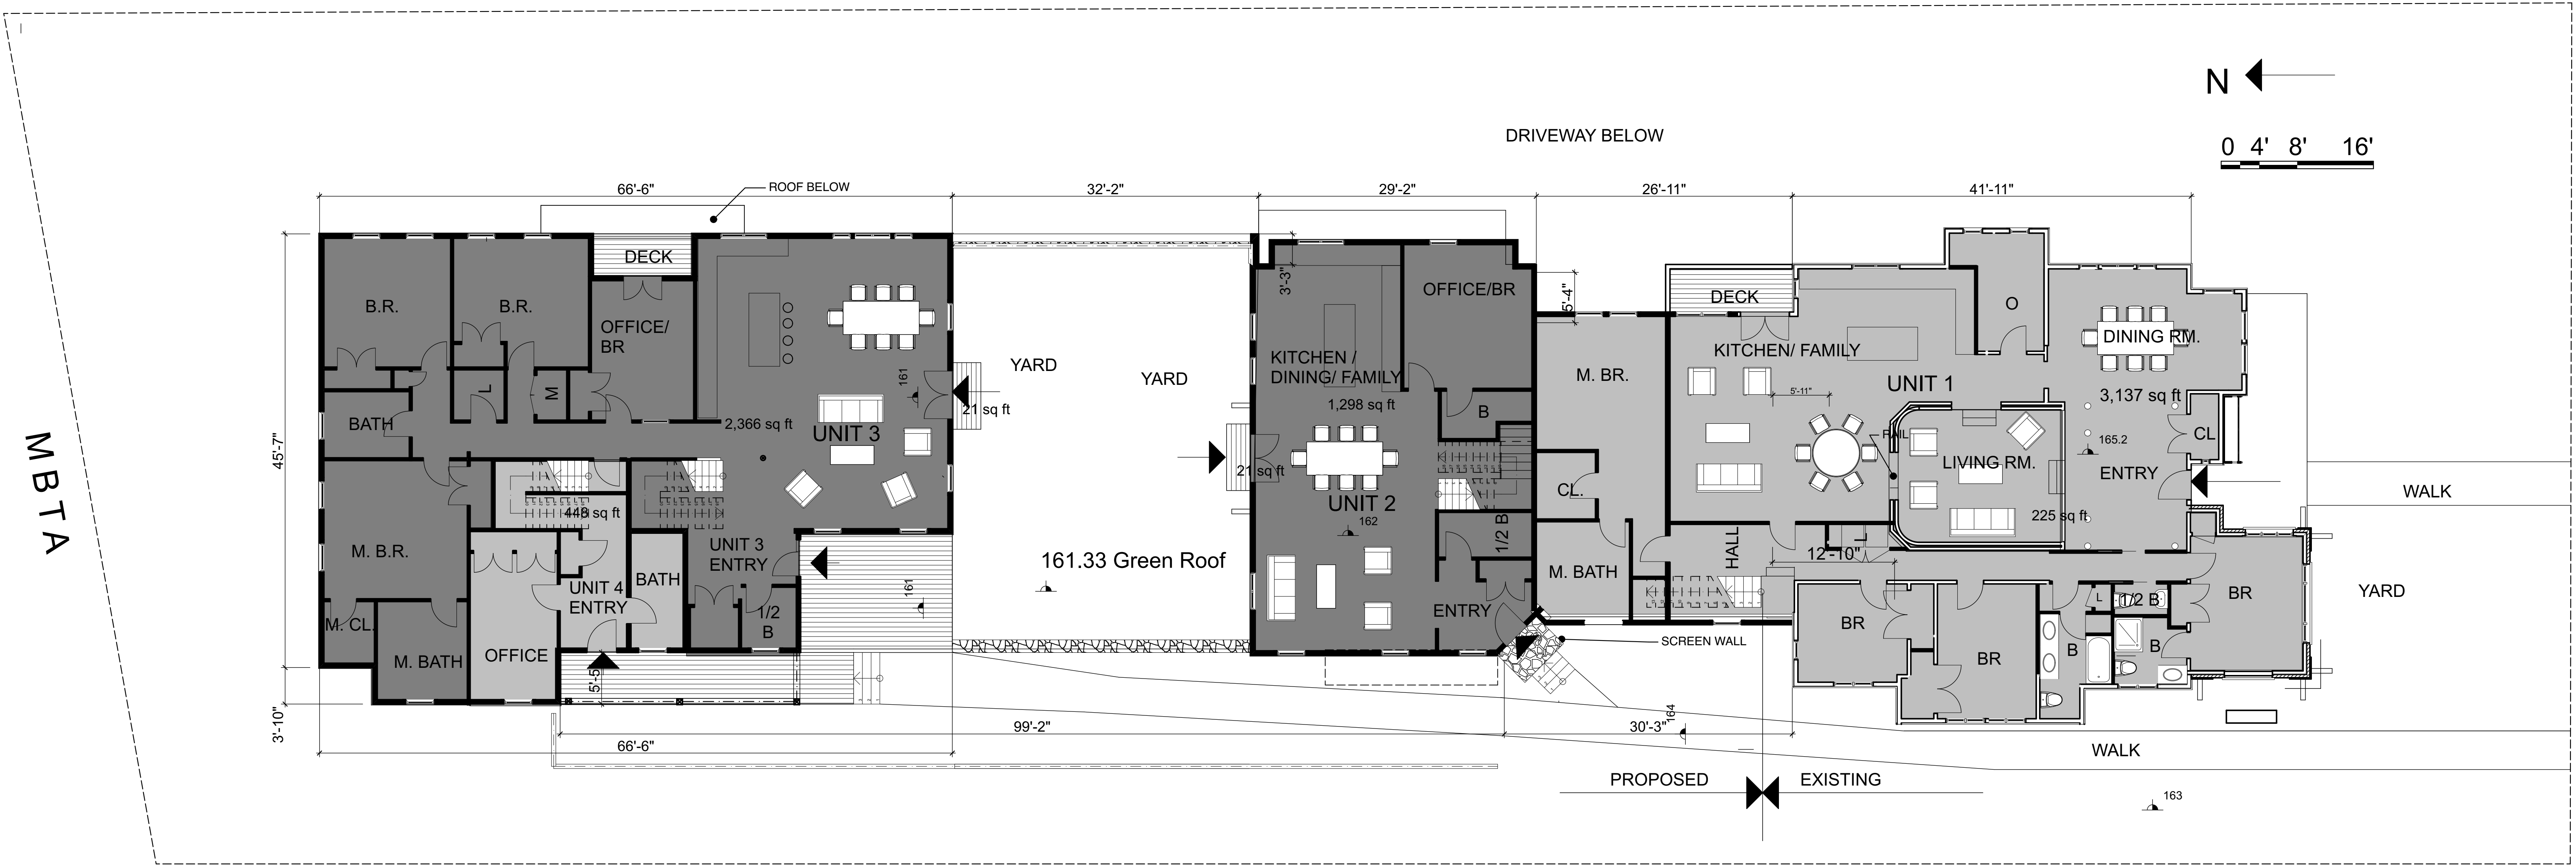 N
DRIVEWAY BELOW
0 4' 8' 16'
66'-6"
ROOF BELOW
32'-2"
29'-2"
26'-11"
41'-11"
MBTA
45'-7"
3'-10"
B.R.
B.R.
DECK
OFFICE/
BR
L
M
BATH
2,366 sq ft
UNIT 3
161
21 sq ft
M. B.R.
448 sq ft
UNIT 3
ENTRY
BATH
UNIT 4
ENTRY
1/2
B
M. CL.
M. BATH
OFFICE
5'-5"
161
YARD
YARD
161.33 Green Roof
3'-3"
KITCHEN /
DINING/ FAMILY
OFFICE/BR
1,298 sq ft
B
21 sq ft
UNIT 2
162
1/2 B
ENTRY
5'-4"
M. BR.
CL.
M. BATH
SCREEN WALL
DECK
KITCHEN/ FAMILY
5'-11"
O
UNIT 1
DINING RM.
3,137 sq ft
RAIL
LIVING RM.
225 sq ft
165.2
ENTRY
CL
HALL
L
12'-10"
BR
BR
L
1/2 B
B
B
BR
WALK
YARD
99'-2"
30'-3"
164
66'-6"
WALK
PROPOSED
EXISTING
163